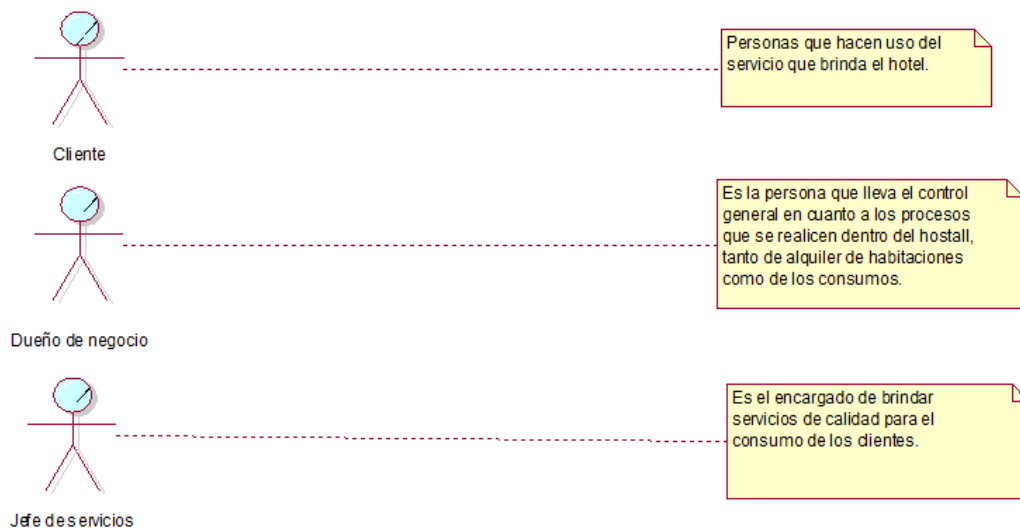 Personas que hacen uso del
servicio que brinda el hotel.
Cliente
Es la persona que lleva el control
general en cuanto a los procesos
que se realicen dentro del hostall,
tanto de alquiler de habitaciones
como de los consumos.
Dueño de negocio
Es el encargado de brindar
servicios de calidad para el
consumo de los clientes.
Jefe de servicios